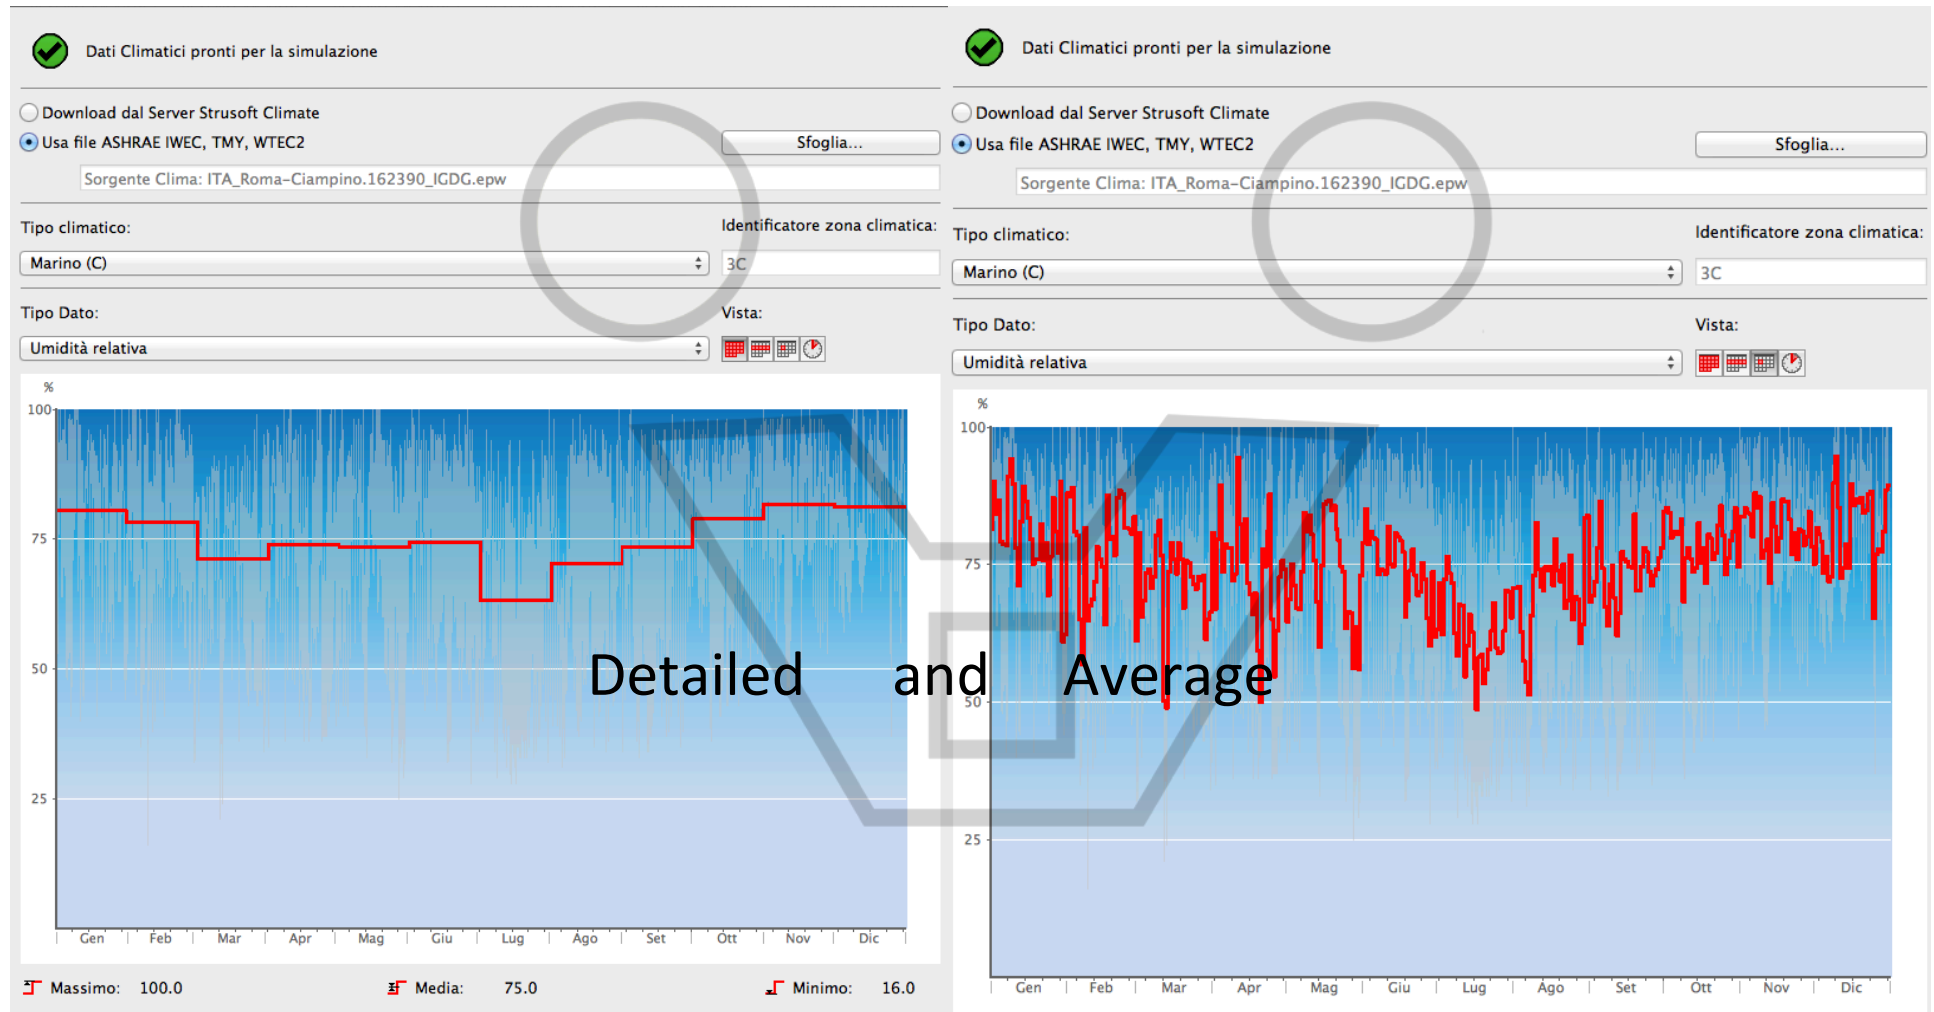 Dati Climatici pronti per la simulazione
Download dal Server Strusoft Climate
Usa file ASHRAE IWEC, TMY, WTEC2
Sfoglia...
Sorgente Clima: ITA_Roma-Ciampino.162390_IGDG.epw
Tipo climatico:
Identificatore zona climatica:
Marino (C)
3C
Tipo Dato:
Vista:
Umidità relativa
%
100
75
50
25
Gen Feb Mar Apr Mag Giu Lug Ago Set Ott Nov Dic
Massimo: 100.0
Media: 75.0
Minimo: 16.0
Dati Climatici pronti per la simulazione
Download dal Server Strusoft Climate
Usa file ASHRAE IWEC, TMY, WTEC2
Sfoglia...
Sorgente Clima: ITA_Roma-Ciampino.162390_IGDG.epw
Tipo climatico:
Identificatore zona climatica:
Marino (C)
3C
Tipo Dato:
Vista:
Umidità relativa
%
100
75
50
25
Gen Feb Mar Apr Mag Giu Lug Ago Set Ott Nov Dic
Detailed and Average